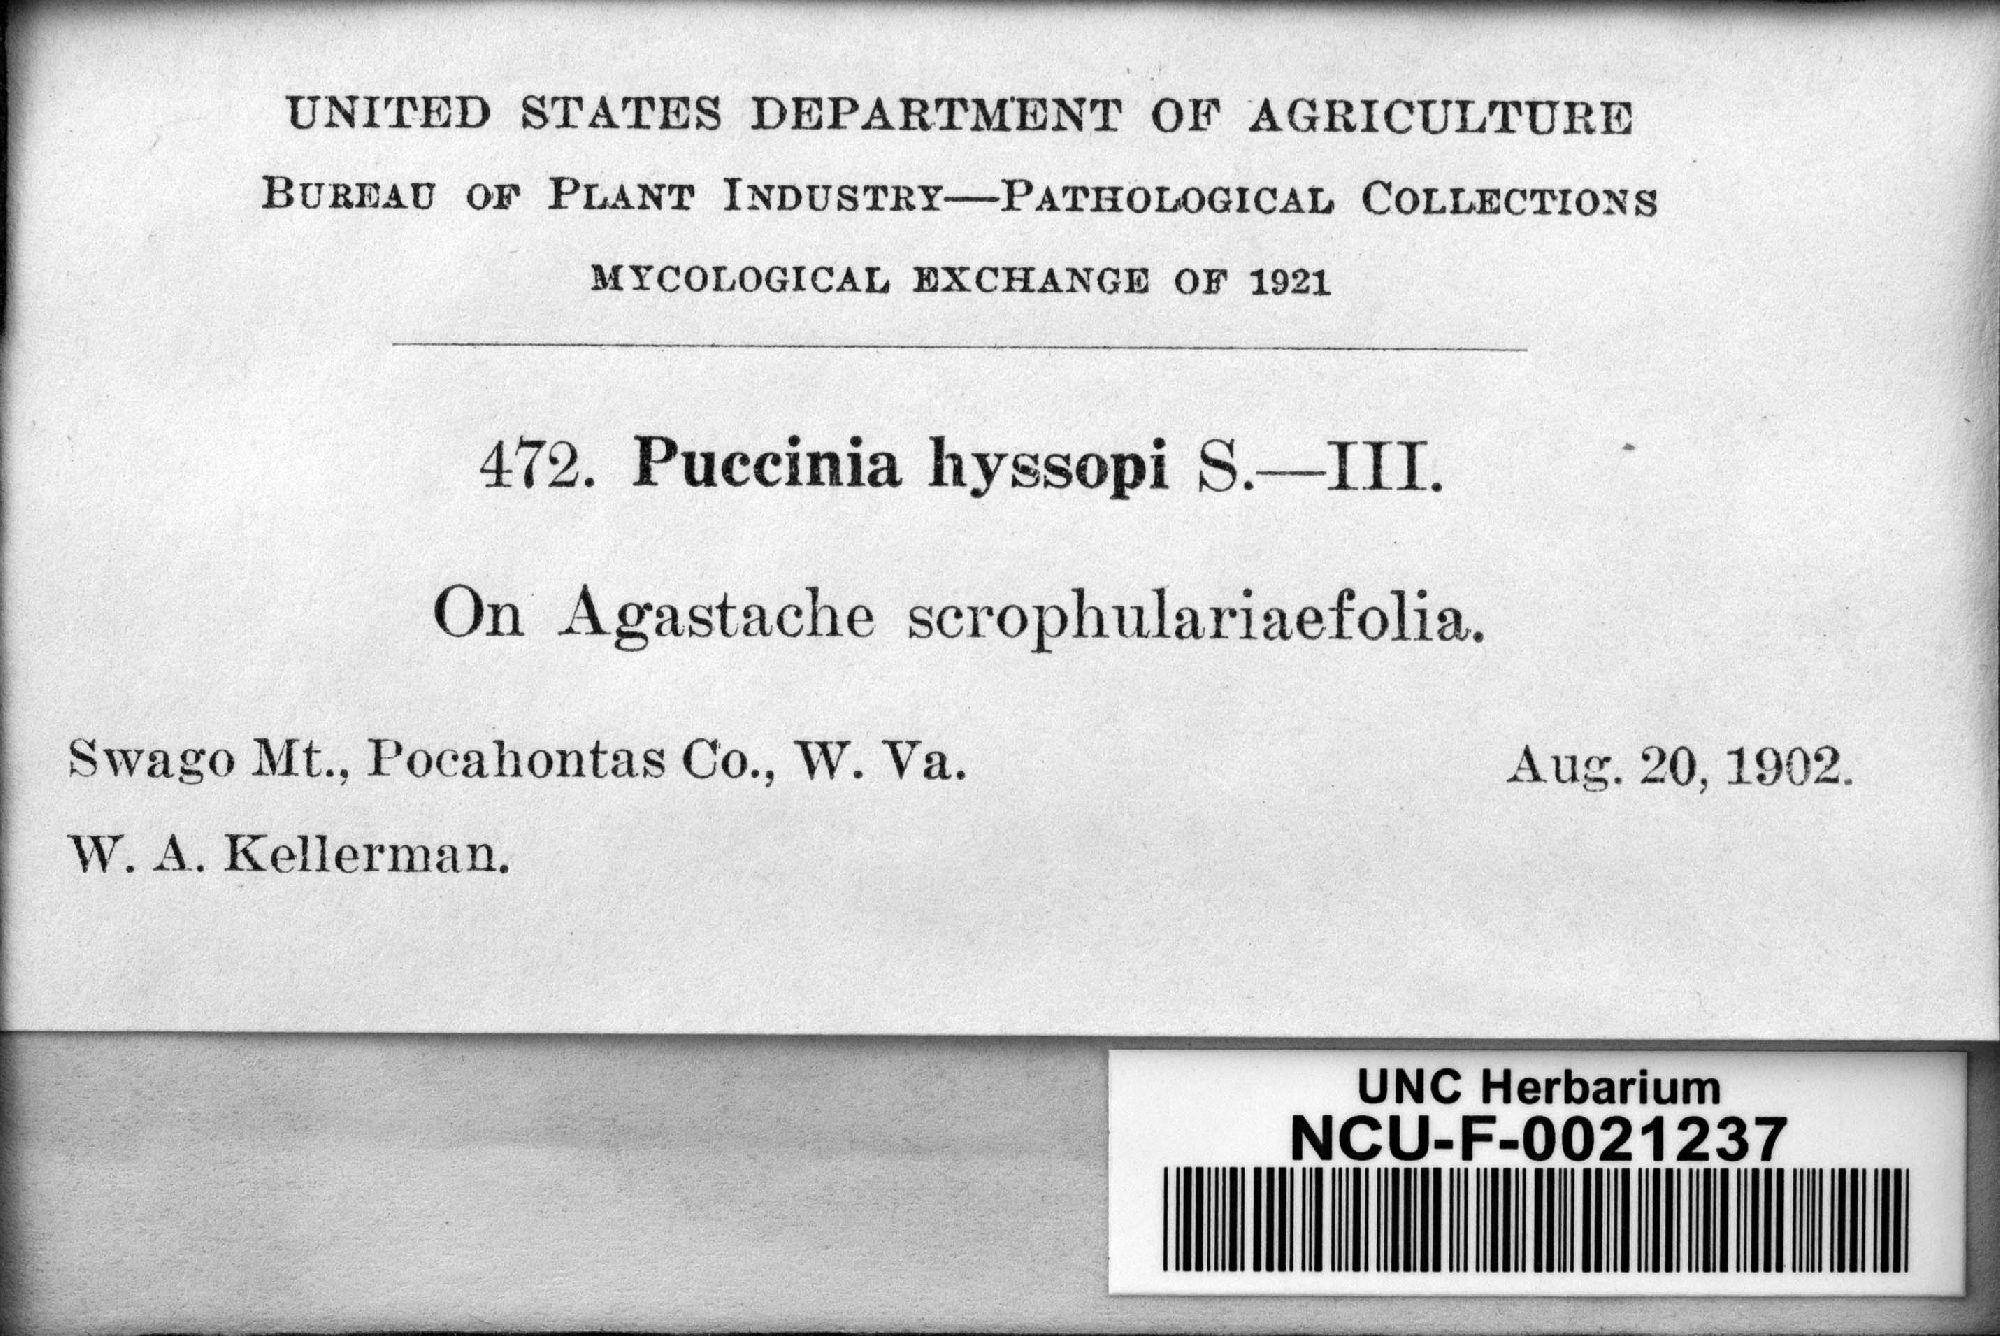 UNITED STATES DEPARTMENT OF AGRICULTURE
BUREAU OF PLANT INDUSTRY—PATHOLOGICAL COLLECTIONS
MYCOLOGICAL EXCHANGE OF 1921
472. Puccinia hyssopi S.—III.
On Agastache scrophulariaefolia.
Swago Mt., Pocahontas Co., W. Va. Aug. 20, 1902.
W. A. Kellerman.
UNC Herbarium
NCU-F-0021237